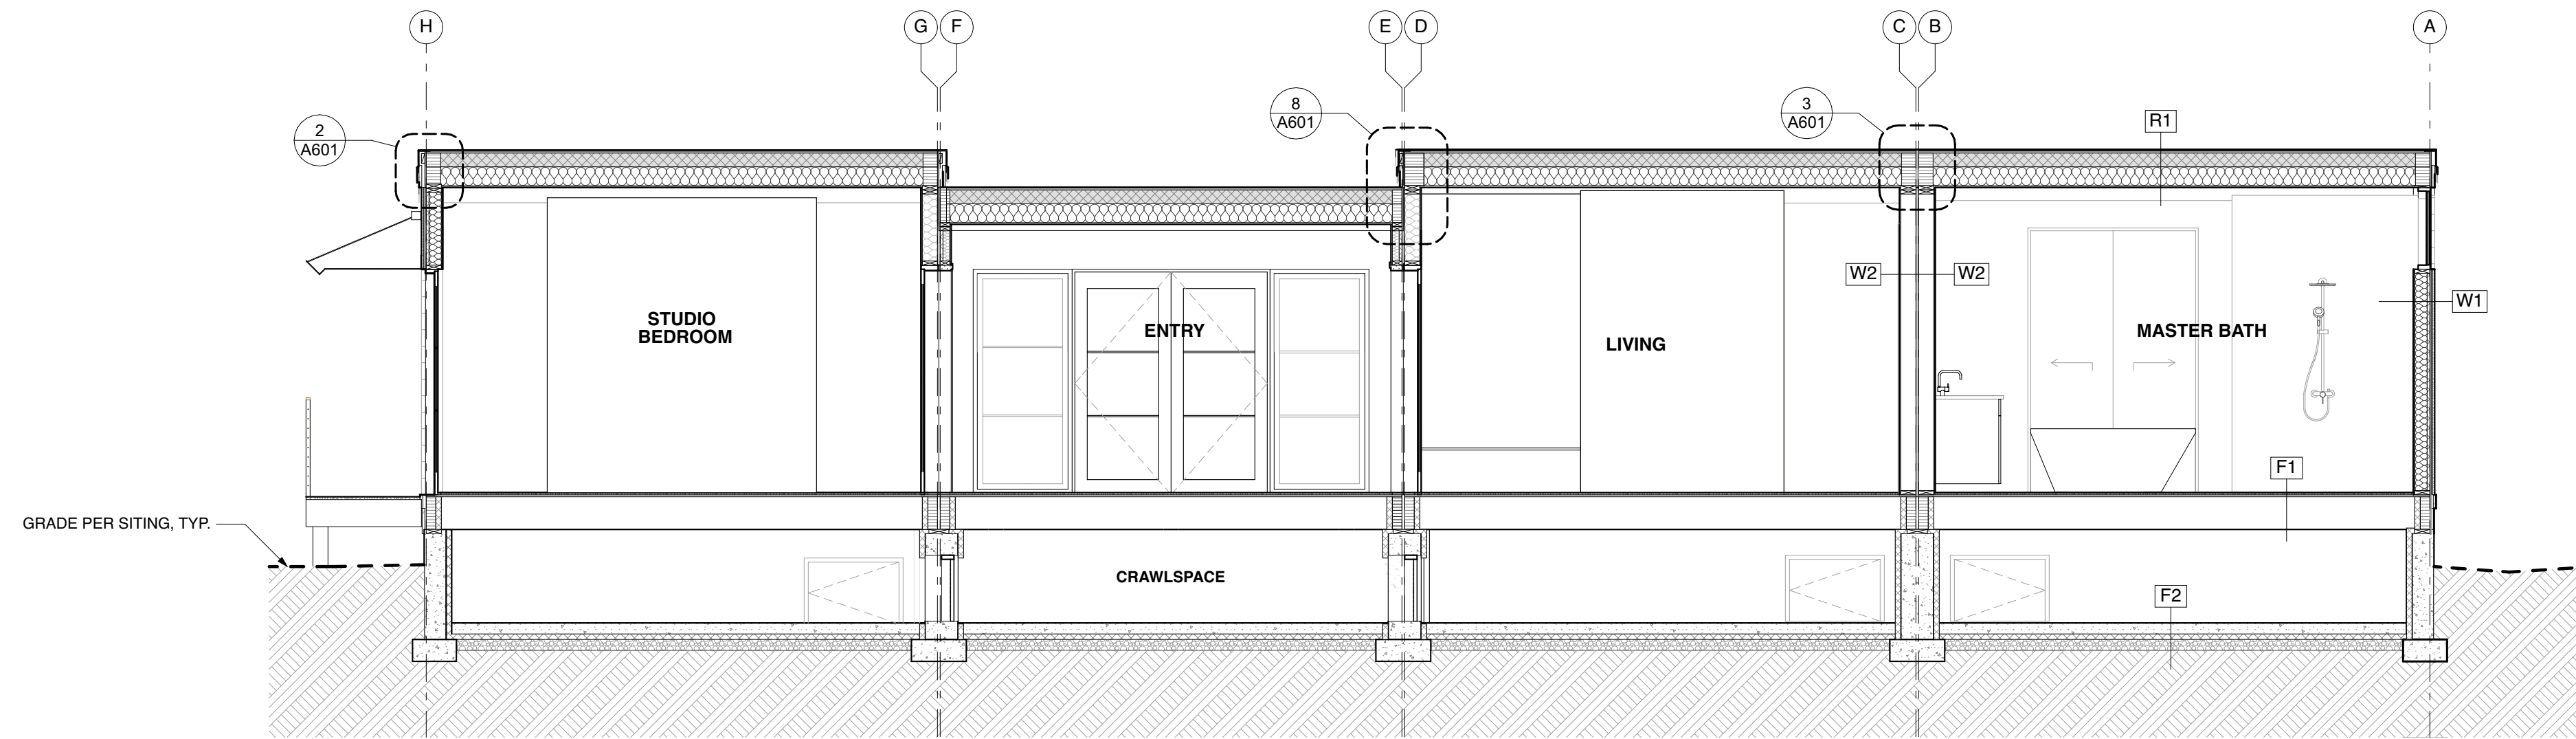 H
G
F
E
D
C
B
A
2
A601
8
A601
3
A601
R1
W2
W2
W1
STUDIO
BEDROOM
ENTRY
LIVING
MASTER BATH
F1
GRADE PER SITING, TYP.
CRAWLSPACE
F2